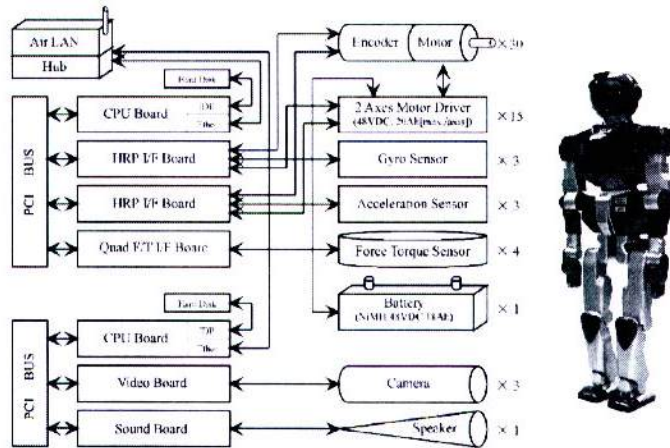 Air LAN
Hub
Encoder
Motor
× 30
Hard Disk
CPU Board
IDE
Ether
2 Axes Motor Driver
× 15
HRP I/F Board
Gyro Sensor
× 3
PCI BUS
HRP I/F Board
Acceleration Sensor
× 3
Quad F/T I/F Board
Force Torque Sensor
× 4
Hard Disk
Battery
× 1
CPU Board
Ether
PCI BUS
Video Board
Camera
× 3
Sound Board
Speaker
× 1